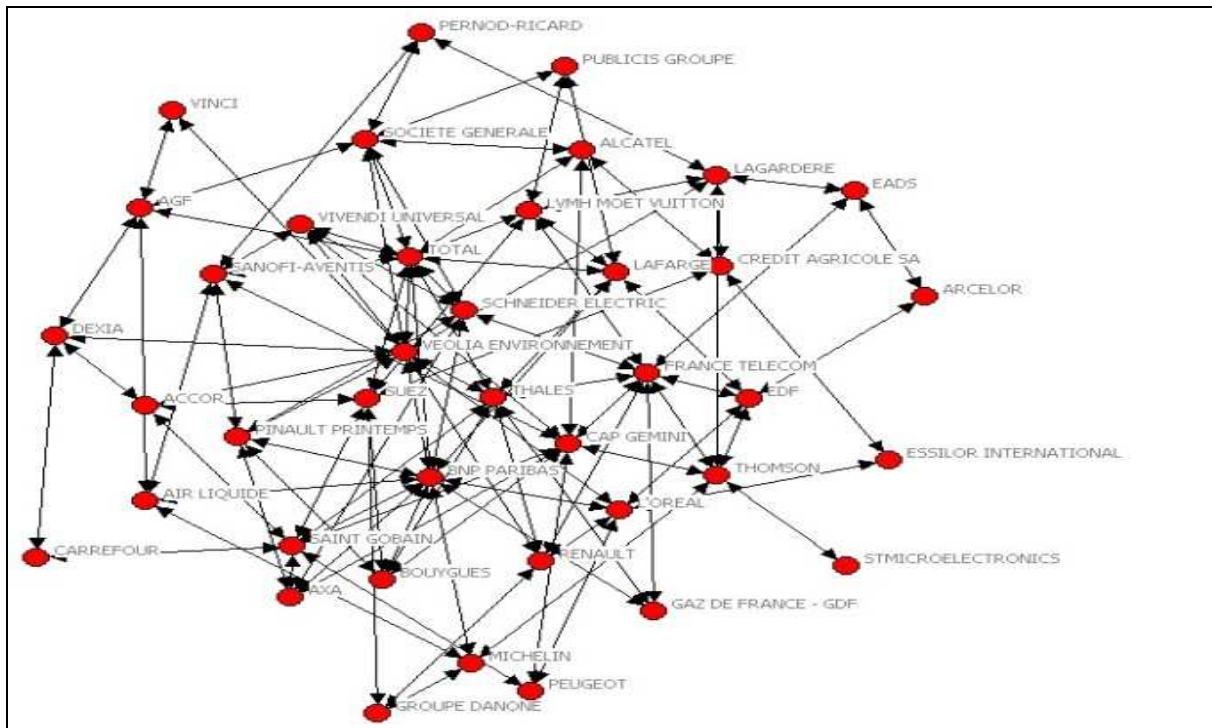 PERNOD-RICARD
PUBLICIS GROUPE
VINCI
SOCIETE GENERALE
ALCATEL
LAGARDERE
EADS
AGF
LVMH MOET VUITTON
VIVENDI UNIVERSAL
TOTAL
SANOFI-AVENTIS
LAFARGE
CREDIT AGRICOLE SA
ARCELOR
SCHNEIDER ELECTRIC
DEXIA
VEOLIA ENVIRONNEMENT
FRANCE TELECOM
ACCOR
SUEZ
THALES
EDF
PINAULT PRINTEMPS
CAP GEMINI
ESSILOR INTERNATIONAL
BNP PARIBAS
THOMSON
AIR LIQUIDE
L'OREAL
SAINT GOBAIN
CARREFOUR
RENAULT
STMICROELECTRONICS
BOUYGUES
AXA
GAZ DE FRANCE - GDF
MICHELIN
PEUGEOT
GROUPE DANONE